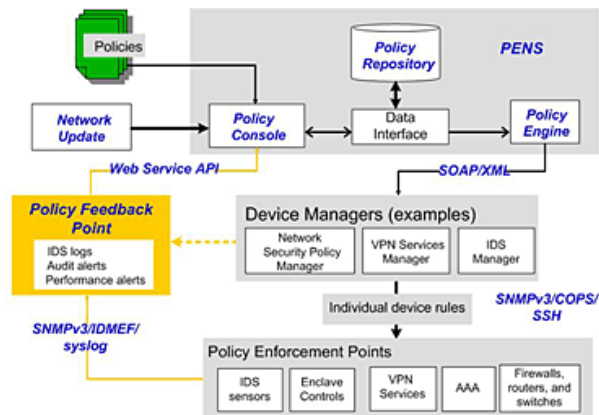 Policies
Policy
Repository
PENS
Network
Update
Policy
Console
Data
Interface
Policy
Engine
Web Service API
SOAP/XML
Policy Feedback
Point
IDS logs
Audit alerts
Performance alerts
Device Managers (examples)
Network
Security Policy
Manager
VPN Services
Manager
IDS
Manager
Individual device rules
SNMPv3/COPS/
SSH
SNMPv3/IDMEF/
syslog
Policy Enforcement Points
IDS
sensors
Enclave
Controls
VPN
Services
AAA
Firewalls,
routers, and
switches